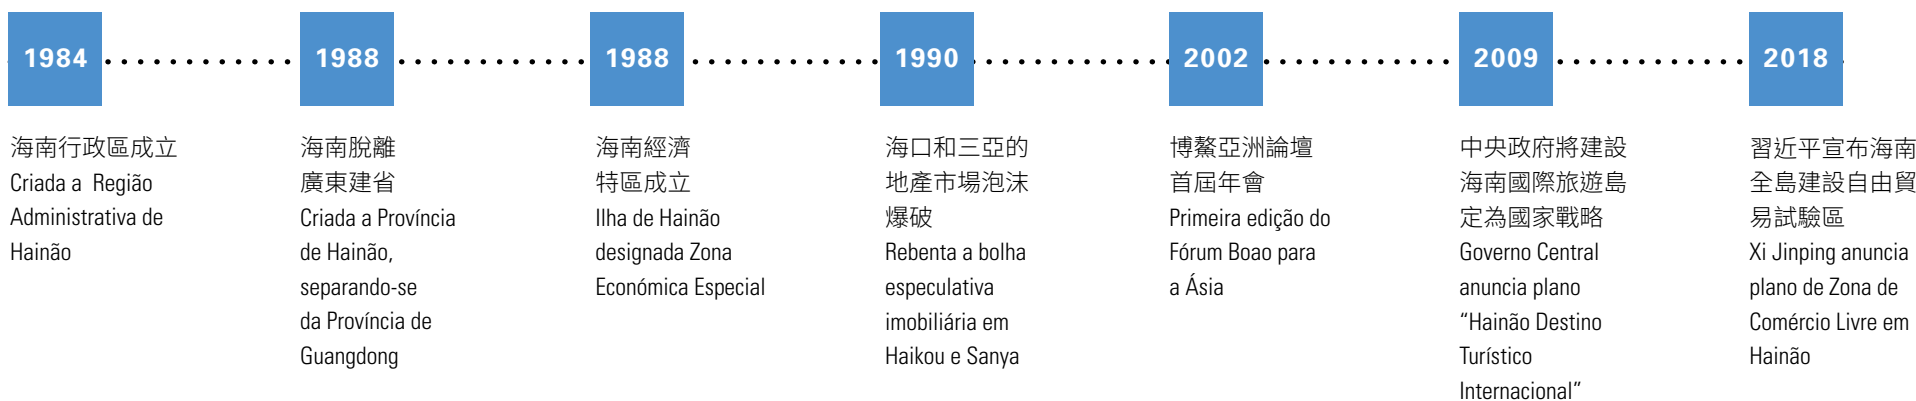 1984
海南行政區成立
Criada a Região
Administrativa de
Hainão
1988
海南脫離
廣東建省
Criada a Província
de Hainão,
separando-se
da Província de
Guangdong
1988
海南經濟
特區成立
Ilha de Hainão
designada Zona
Económica Especial
1990
海口和三亞的
地產市場泡沫
爆破
Rebenta a bolha
especulativa
imobiliária em
Haikou e Sanya
2002
博鰲亞洲論壇
首屆年會
Primeira edição do
Fórum Boao para
a Ásia
2009
中央政府將建設
海南國際旅遊島
定為國家戰略
Governo Central
anuncia plano
“Hainão Destino
Turístico
Internacional”
2018
習近平宣布海南
全島建設自由貿
易試驗區
Xi Jinping anuncia
plano de Zona de
Comércio Livre em
Hainão